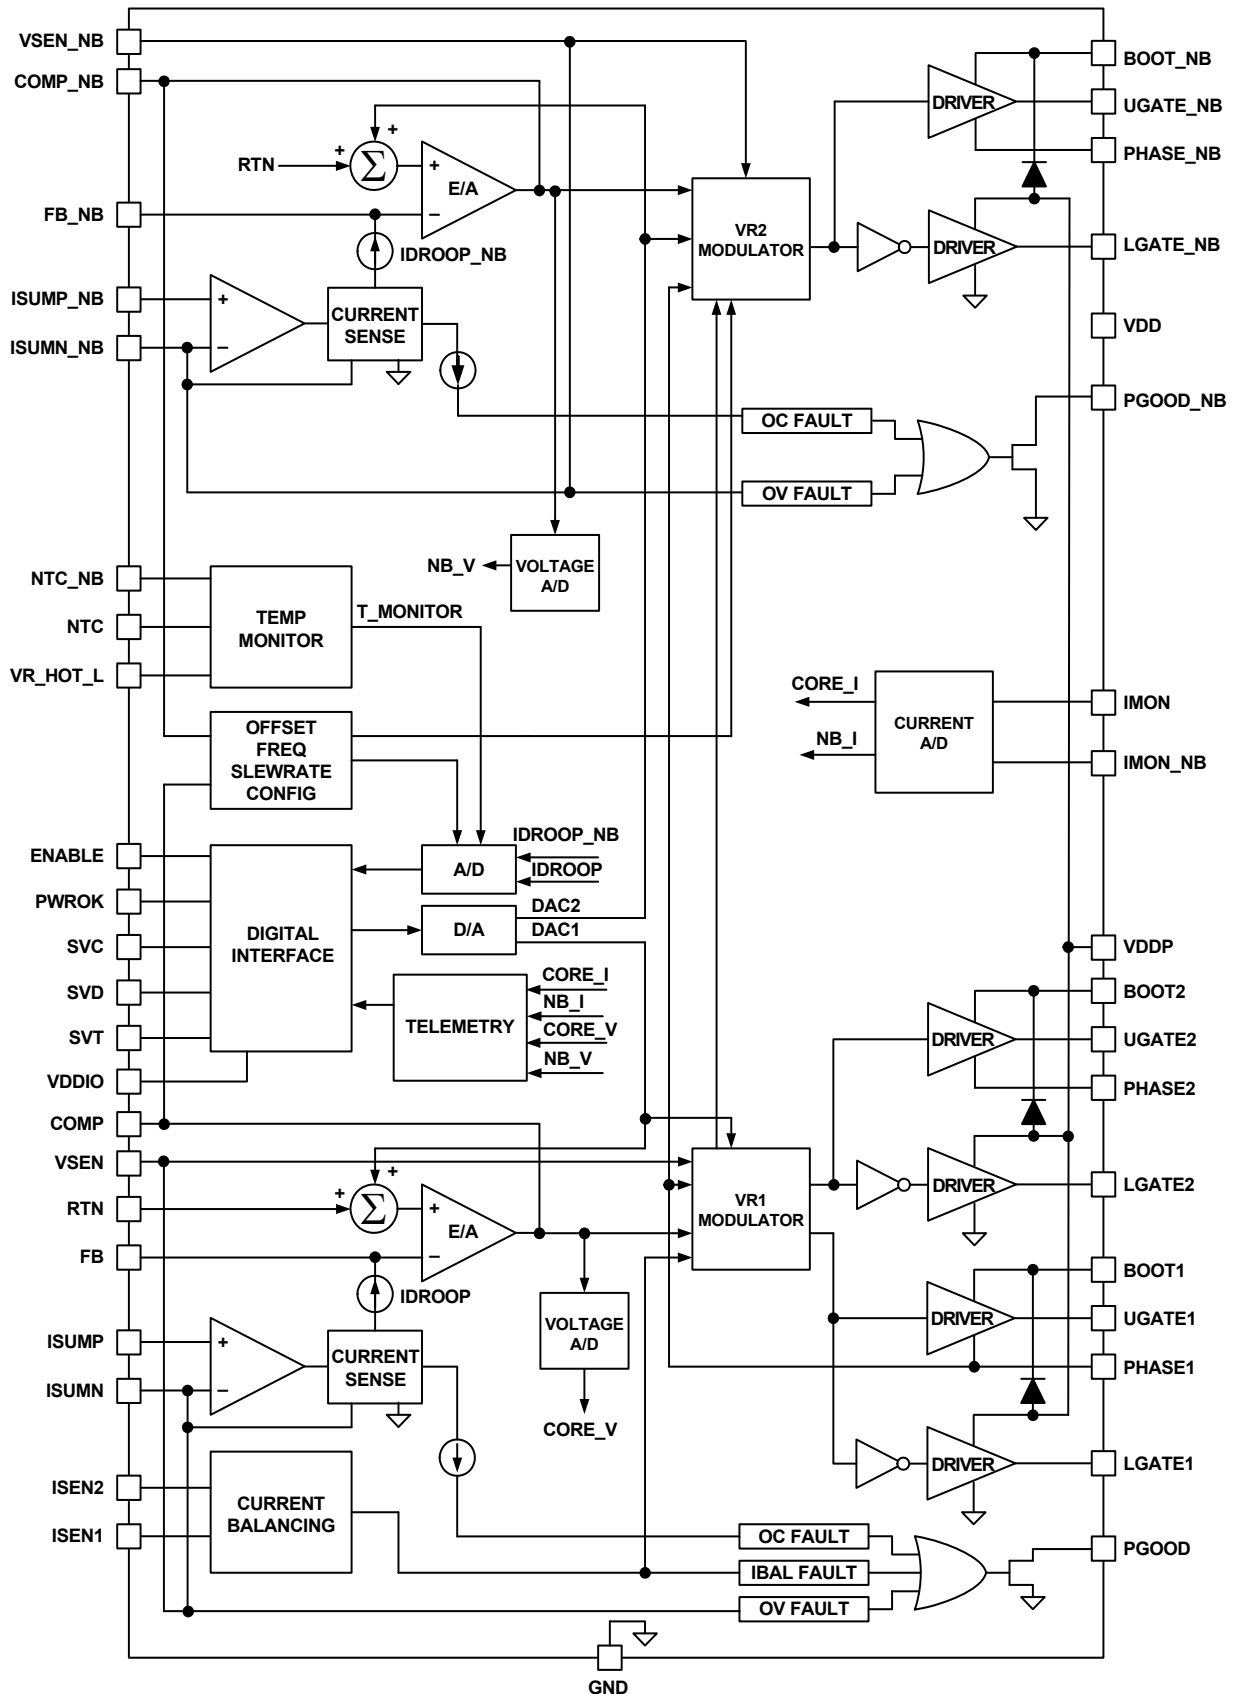 VSEN_NB
COMP_NB
RTN
+
+
Σ
+
E/A
−
FB_NB
IDROOP_NB
ISUMP_NB
+
CURRENT
SENSE
ISUMN_NB
−
VR2
MODULATOR
DRIVER
DRIVER
BOOT_NB
UGATE_NB
PHASE_NB
LGATE_NB
VDD
PGOOD_NB
OC FAULT
OV FAULT
NB_V
VOLTAGE
A/D
NTC_NB
NTC
VR_HOT_L
TEMP
MONITOR
T_MONITOR
OFFSET
FREQ
SLEWRATE
CONFIG
CORE_I
NB_I
CURRENT
A/D
IMON
IMON_NB
ENABLE
PWROK
SVC
SVD
SVT
VDDIO
DIGITAL
INTERFACE
A/D
IDROOP_NB
IDROOP
D/A
DAC2
DAC1
TELEMETRY
CORE_I
NB_I
CORE_V
NB_V
VDDP
BOOT2
UGATE2
PHASE2
DRIVER
DRIVER
LGATE2
COMP
VSEN
RTN
FB
+
+
Σ
+
E/A
−
IDROOP
VR1
MODULATOR
ISUMP
ISUMN
+
−
CURRENT
SENSE
VOLTAGE
A/D
CORE_V
BOOT1
UGATE1
PHASE1
DRIVER
DRIVER
LGATE1
ISEN2
ISEN1
CURRENT
BALANCING
OC FAULT
IBAL FAULT
OV FAULT
PGOOD
GND